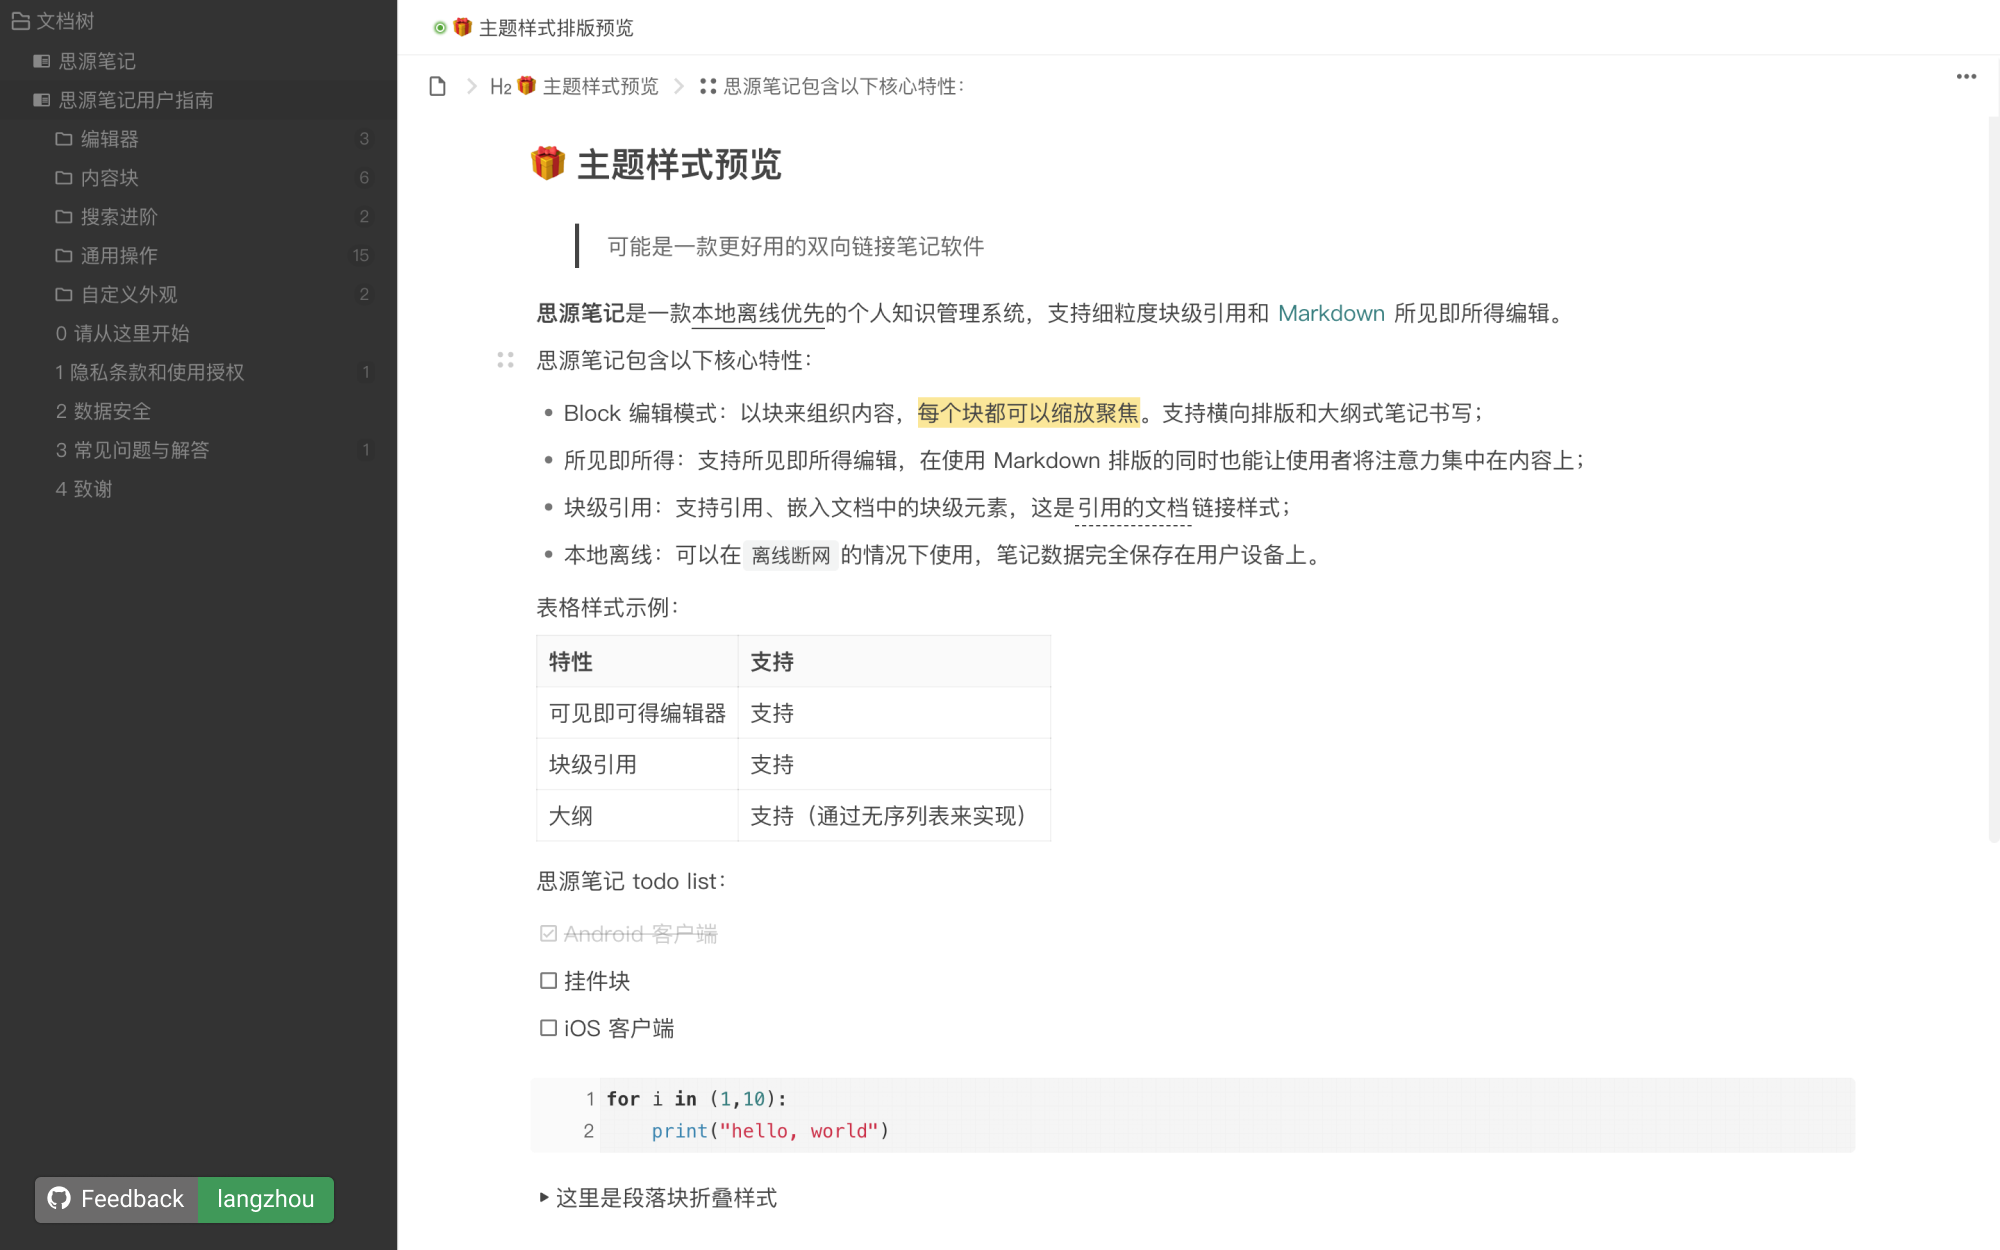 文档树
思源笔记
思源笔记用户指南
编辑器 3
内容块 6
搜索进阶 2
通用操作 15
自定义外观 2
0 请从这里开始
1 隐私条款和使用授权 1
2 数据安全
3 常见问题与解答 1
4 致谢
Feedback langzhou
主题样式排版预览
H2 主题样式预览 思源笔记包含以下核心特性：
主题样式预览
可能是一款更好用的双向链接笔记软件
思源笔记是一款本地离线优先的个人知识管理系统，支持细粒度块级引用和 Markdown 所见即所得编辑。
思源笔记包含以下核心特性：
• Block 编辑模式：以块来组织内容，每个块都可以缩放聚焦。支持横向排版和大纲式笔记书写；
• 所见即所得：支持所见即所得编辑，在使用 Markdown 排版的同时也能让使用者将注意力集中在内容上；
• 块级引用：支持引用、嵌入文档中的块级元素，这是引用的文档链接样式；
• 本地离线：可以在 离线断网 的情况下使用，笔记数据完全保存在用户设备上。
表格样式示例：
特性 支持
可见即可得编辑器 支持
块级引用 支持
大纲 支持（通过无序列表来实现）
思源笔记 todo list：
Android 客户端
挂件块
iOS 客户端
1 for i in (1,10):
2     print("hello, world")
这里是段落块折叠样式